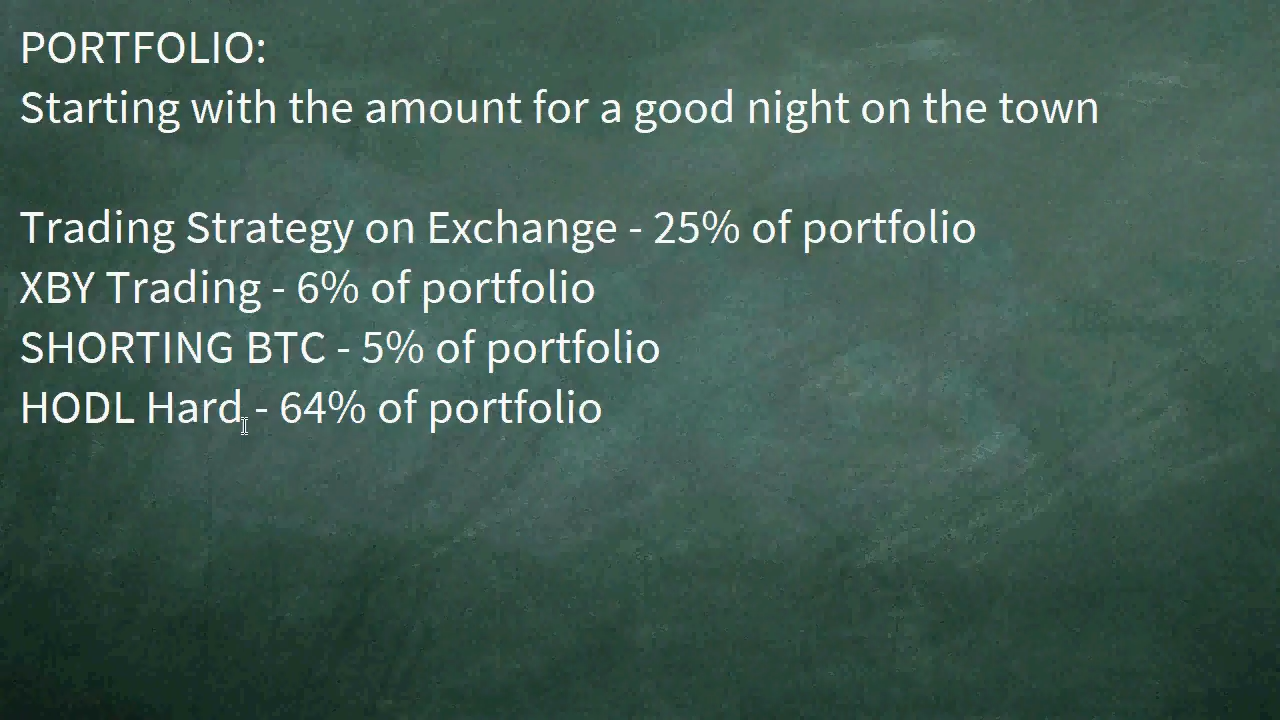 PORTFOLIO:
Starting with the amount for a good night on the town
Trading Strategy on Exchange - 25% of portfolio
XBY Trading - 6% of portfolio
SHORTING BTC - 5% of portfolio
HODL Hard - 64% of portfolio